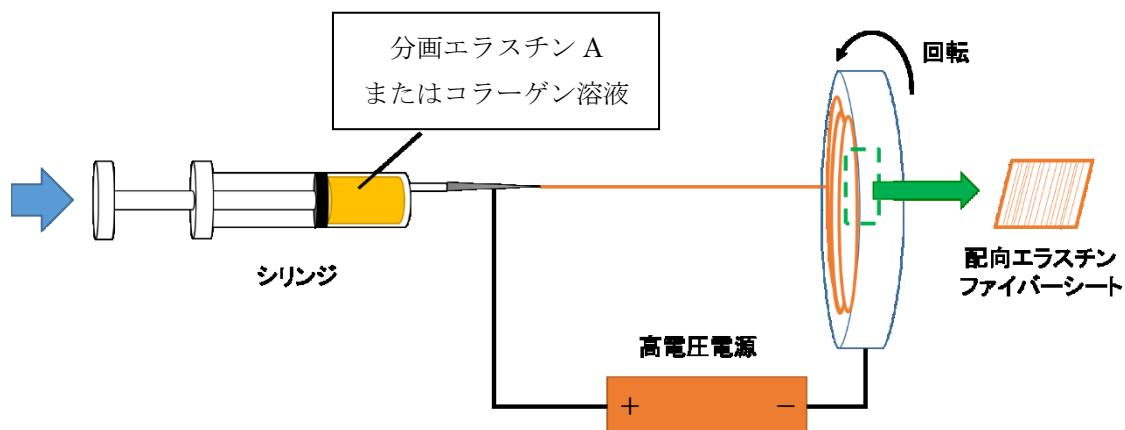 分画エラスチン A
またはコラーゲン溶液
回転
シリンジ
配向エラスチン
ファイバーシート
高電圧電源
+ −